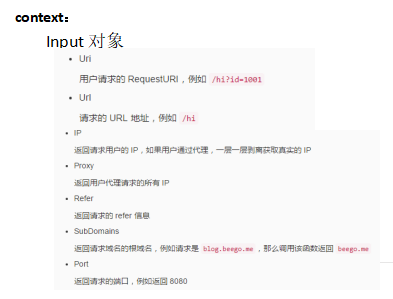 context：
Input 对象
• Uri
用户请求的 RequestURI，例如 /hi?id=1001
• Url
请求的 URL 地址，例如 /hi
• IP
返回请求用户的 IP，如果用户通过代理，一层一层剥离获取真实的 IP
• Proxy
返回用户代理请求的所有 IP
• Refer
返回请求的 refer 信息
• SubDomains
返回请求域名的根域名，例如请求是 blog.beego.me ，那么调用该函数返回 beego.me
• Port
返回请求的端口，例如返回 8080